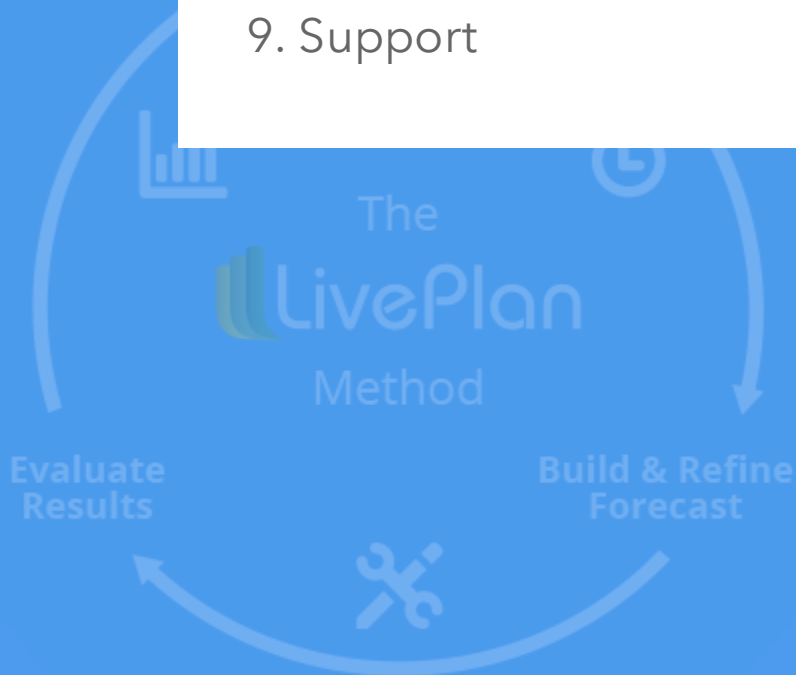 9. Support
The
LivePlan
Method
Evaluate
Results
Build & Refine
Forecast